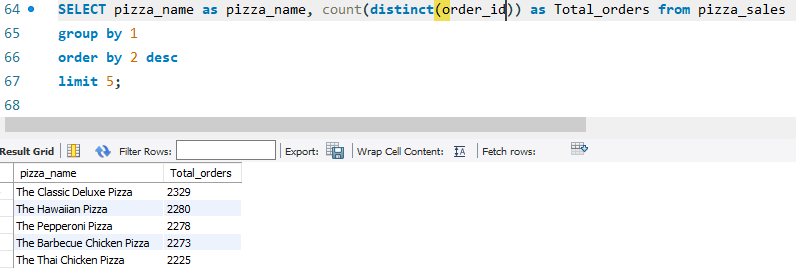 64 SELECT pizza_name as pizza_name, count(distinct(order_id)) as Total_orders from pizza_sales
65 group by 1
66 order by 2 desc
67 limit 5;
68
Result Grid Filter Rows: Export: Wrap Cell Content: Fetch rows:
pizza_name Total_orders
The Classic Deluxe Pizza 2329
The Hawaiian Pizza 2280
The Pepperoni Pizza 2278
The Barbecue Chicken Pizza 2273
The Thai Chicken Pizza 2225